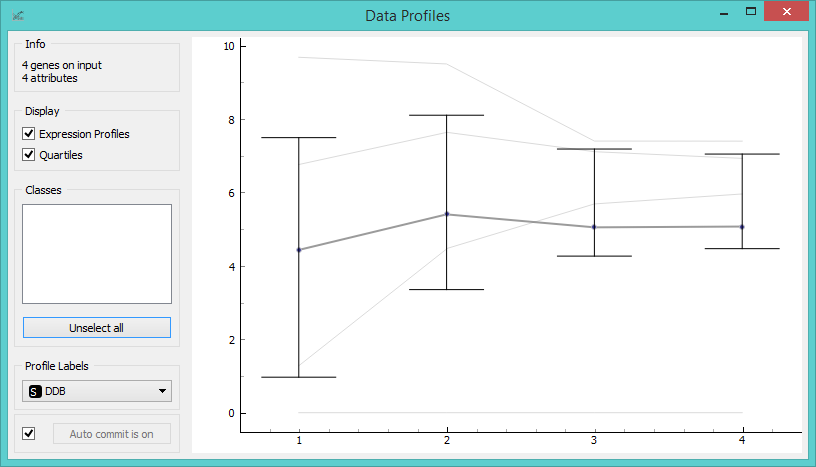 Data Profiles
Info
4 genes on input
4 attributes
Display
Expression Profiles
Quartiles
Classes
Unselect all
Profile Labels
S DDB
Auto commit is on
10
8
6
4
2
0
1 2 3 4